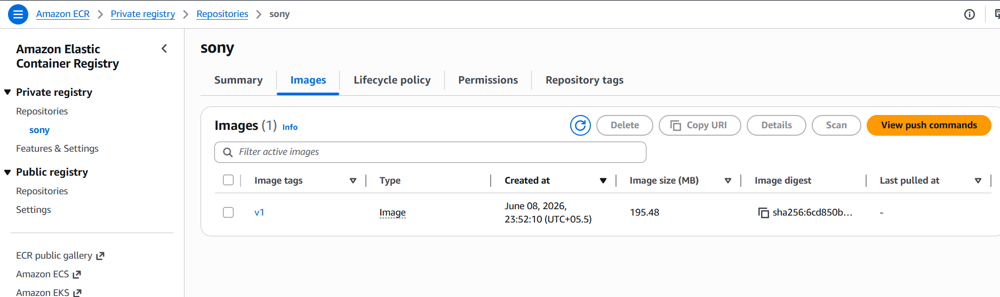 Amazon ECR > Private registry > Repositories > sony
Amazon Elastic
Container Registry
Private registry
Repositories
sony
Features & Settings
Public registry
Repositories
Settings
ECR public gallery
Amazon ECS
Amazon EKS
sony
Summary
Images
Lifecycle policy
Permissions
Repository tags
Images (1) Info
Delete
Copy URI
Details
Scan
View push commands
Filter active images
Image tags Type Created at Image size (MB) Image digest Last pulled at
v1 Image June 08, 2026, 195.48 sha256:6cd850b... -
23:52:10 (UTC+05.5)